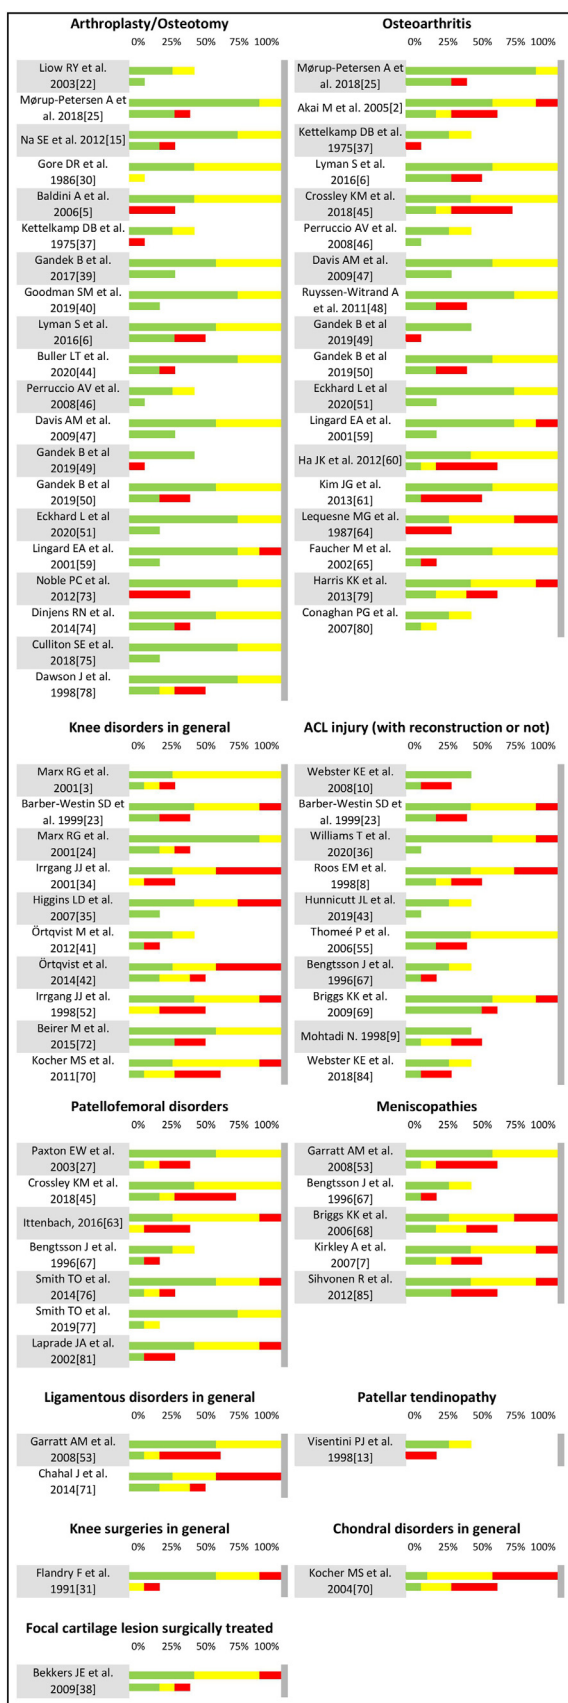 Arthroplasty/Osteotomy
0% 25% 50% 75% 100%
Liow RY et al.
2003[22]
Mørup-Petersen A et
al. 2018[25]
Na SE et al. 2012[15]
Gore DR et al.
1986[30]
Baldini A et al.
2006[5]
Kettelkamp DB et al.
1975[37]
Gandek B et al.
2017[39]
Goodman SM et al.
2019[40]
Lyman S et al.
2016[6]
Buller LT et al.
2020[44]
Perruccio AV et al.
2008[46]
Davis AM et al.
2009[47]
Gandek B et al
2019[49]
Gandek B et al
2019[50]
Eckhard L et al
2020[51]
Lingard EA et al.
2001[59]
Noble PC et al.
2012[73]
Dinjens RN et al.
2014[74]
Culliton SE et al.
2018[75]
Dawson J et al.
1998[78]
Osteoarthritis
0% 25% 50% 75% 100%
Mørup-Petersen A et
al. 2018[25]
Akai M et al. 2005[2]
Kettelkamp DB et al.
1975[37]
Lyman S et al.
2016[6]
Crossley KM et al.
2018[45]
Perruccio AV et al.
2008[46]
Davis AM et al.
2009[47]
Ruyssen-Witrand A
et al. 2011[48]
Gandek B et al
2019[49]
Gandek B et al
2019[50]
Eckhard L et al
2020[51]
Lingard EA et al.
2001[59]
Ha JK et al. 2012[60]
Kim JG et al.
2013[61]
Lequesne MG et al.
1987[64]
Faucher M et al.
2002[65]
Harris KK et al.
2013[79]
Conaghan PG et al.
2007[80]
Knee disorders in general
0% 25% 50% 75% 100%
Marx RG et al.
2001[3]
Barber-Westin SD et
al. 1999[23]
Marx RG et al.
2001[24]
Irrgang JJ et al.
2001[34]
Higgins LD et al.
2007[35]
Örtqvist M et al.
2012[41]
Örtqvist et al.
2014[42]
Irrgang JJ et al.
1998[52]
Beirer M et al.
2015[72]
Kocher MS et al.
2011[70]
ACL injury (with reconstruction or not)
0% 25% 50% 75% 100%
Webster KE et al.
2008[10]
Barber-Westin SD et
al. 1999[23]
Williams T et al.
2020[36]
Roos EM et al.
1998[8]
Hunnicutt JL et al.
2019[43]
Thomeé P et al.
2006[55]
Bengtsson J et al.
1996[67]
Briggs KK et al.
2009[69]
Mohtadi N. 1998[9]
Webster KE et al.
2018[84]
Patellofemoral disorders
0% 25% 50% 75% 100%
Paxton EW et al.
2003[27]
Crossley KM et al.
2018[45]
Ittenbach, 2016[63]
Bengtsson J et al.
1996[67]
Smith TO et al.
2014[76]
Smith TO et al.
2019[77]
Laprade JA et al.
2002[81]
Meniscopathies
0% 25% 50% 75% 100%
Garratt AM et al.
2008[53]
Bengtsson J et al.
1996[67]
Briggs KK et al.
2006[68]
Kirkley A et al.
2007[7]
Sihvonen R et al.
2012[85]
Ligamentous disorders in general
0% 25% 50% 75% 100%
Garratt AM et al.
2008[53]
Chahal J et al.
2014[71]
Patellar tendinopathy
0% 25% 50% 75% 100%
Visentini PJ et al.
1998[13]
Knee surgeries in general
0% 25% 50% 75% 100%
Flandry F et al.
1991[31]
Chondral disorders in general
0% 25% 50% 75% 100%
Kocher MS et al.
2004[70]
Focal cartilage lesion surgically treated
0% 25% 50% 75% 100%
Bekkers JE et al.
2009[38]